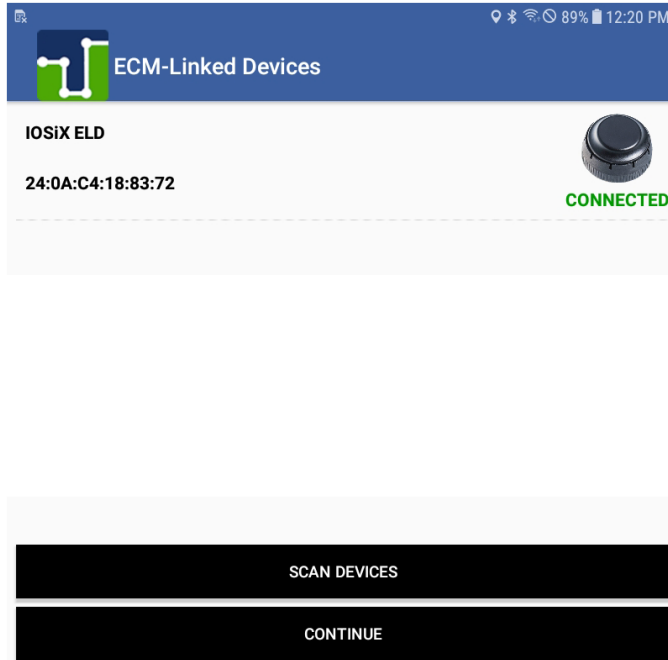 89% 12:20 PM
ECM-Linked Devices
IOSiX ELD
24:0A:C4:18:83:72
CONNECTED
SCAN DEVICES
CONTINUE